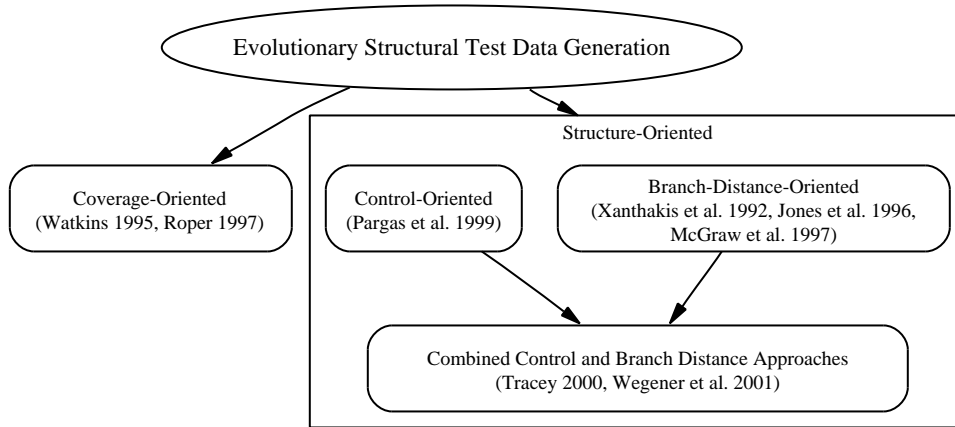 Evolutionary Structural Test Data Generation
Structure-Oriented
Coverage-Oriented
(Watkins 1995, Roper 1997)
Control-Oriented
(Pargas et al. 1999)
Branch-Distance-Oriented
(Xanthakis et al. 1992, Jones et al. 1996,
McGraw et al. 1997)
Combined Control and Branch Distance Approaches
(Tracey 2000, Wegener et al. 2001)